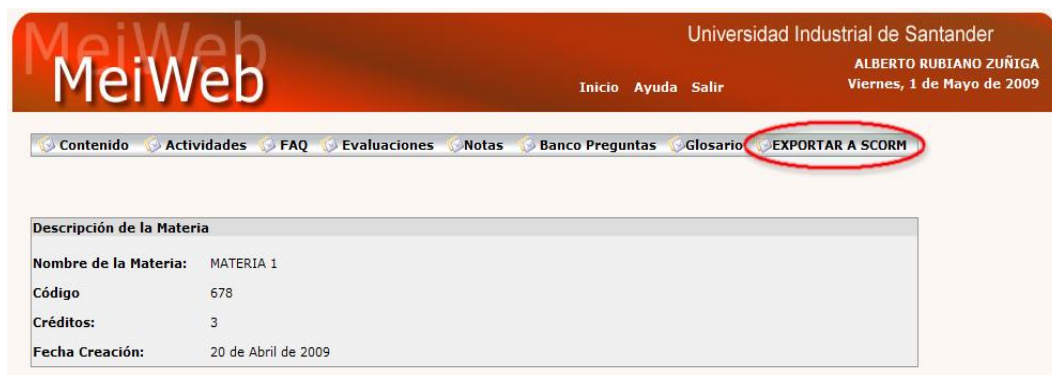 MeiWeb
MeiWeb
Universidad Industrial de Santander
ALBERTO RUBIANO ZUÑIGA
Inicio Ayuda Salir
Viernes, 1 de Mayo de 2009
Contenido Actividades FAQ Evaluaciones Notas Banco Preguntas Glosario EXPORTAR A SCORM
Descripción de la Materia
Nombre de la Materia: MATERIA 1
Código 678
Créditos: 3
Fecha Creación: 20 de Abril de 2009